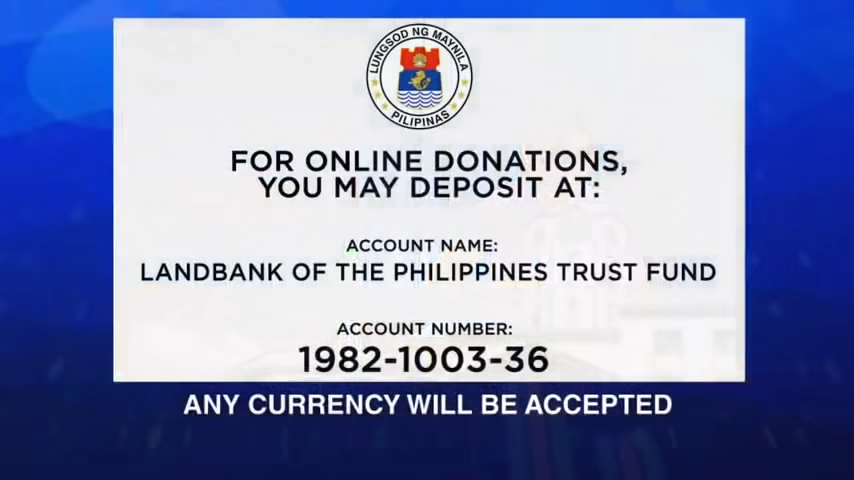 LUNGSOD NG MAYNILA
PILIPINAS
FOR ONLINE DONATIONS,
YOU MAY DEPOSIT AT:
ACCOUNT NAME:
LANDBANK OF THE PHILIPPINES TRUST FUND
ACCOUNT NUMBER:
1982-1003-36
ANY CURRENCY WILL BE ACCEPTED